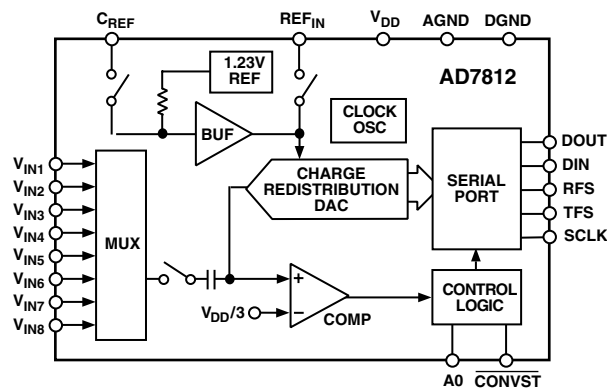 CREF
REFIN
VDD
AGND
DGND
1.23V
REF
AD7812
CLOCK
OSC
BUF
DOUT
DIN
RFS
TFS
SCLK
VIN1
VIN2
VIN3
VIN4
VIN5
VIN6
VIN7
VIN8
MUX
CHARGE
REDISTRIBUTION
DAC
SERIAL
PORT
+
−
VDD/3
COMP
CONTROL
LOGIC
A0
CONVST